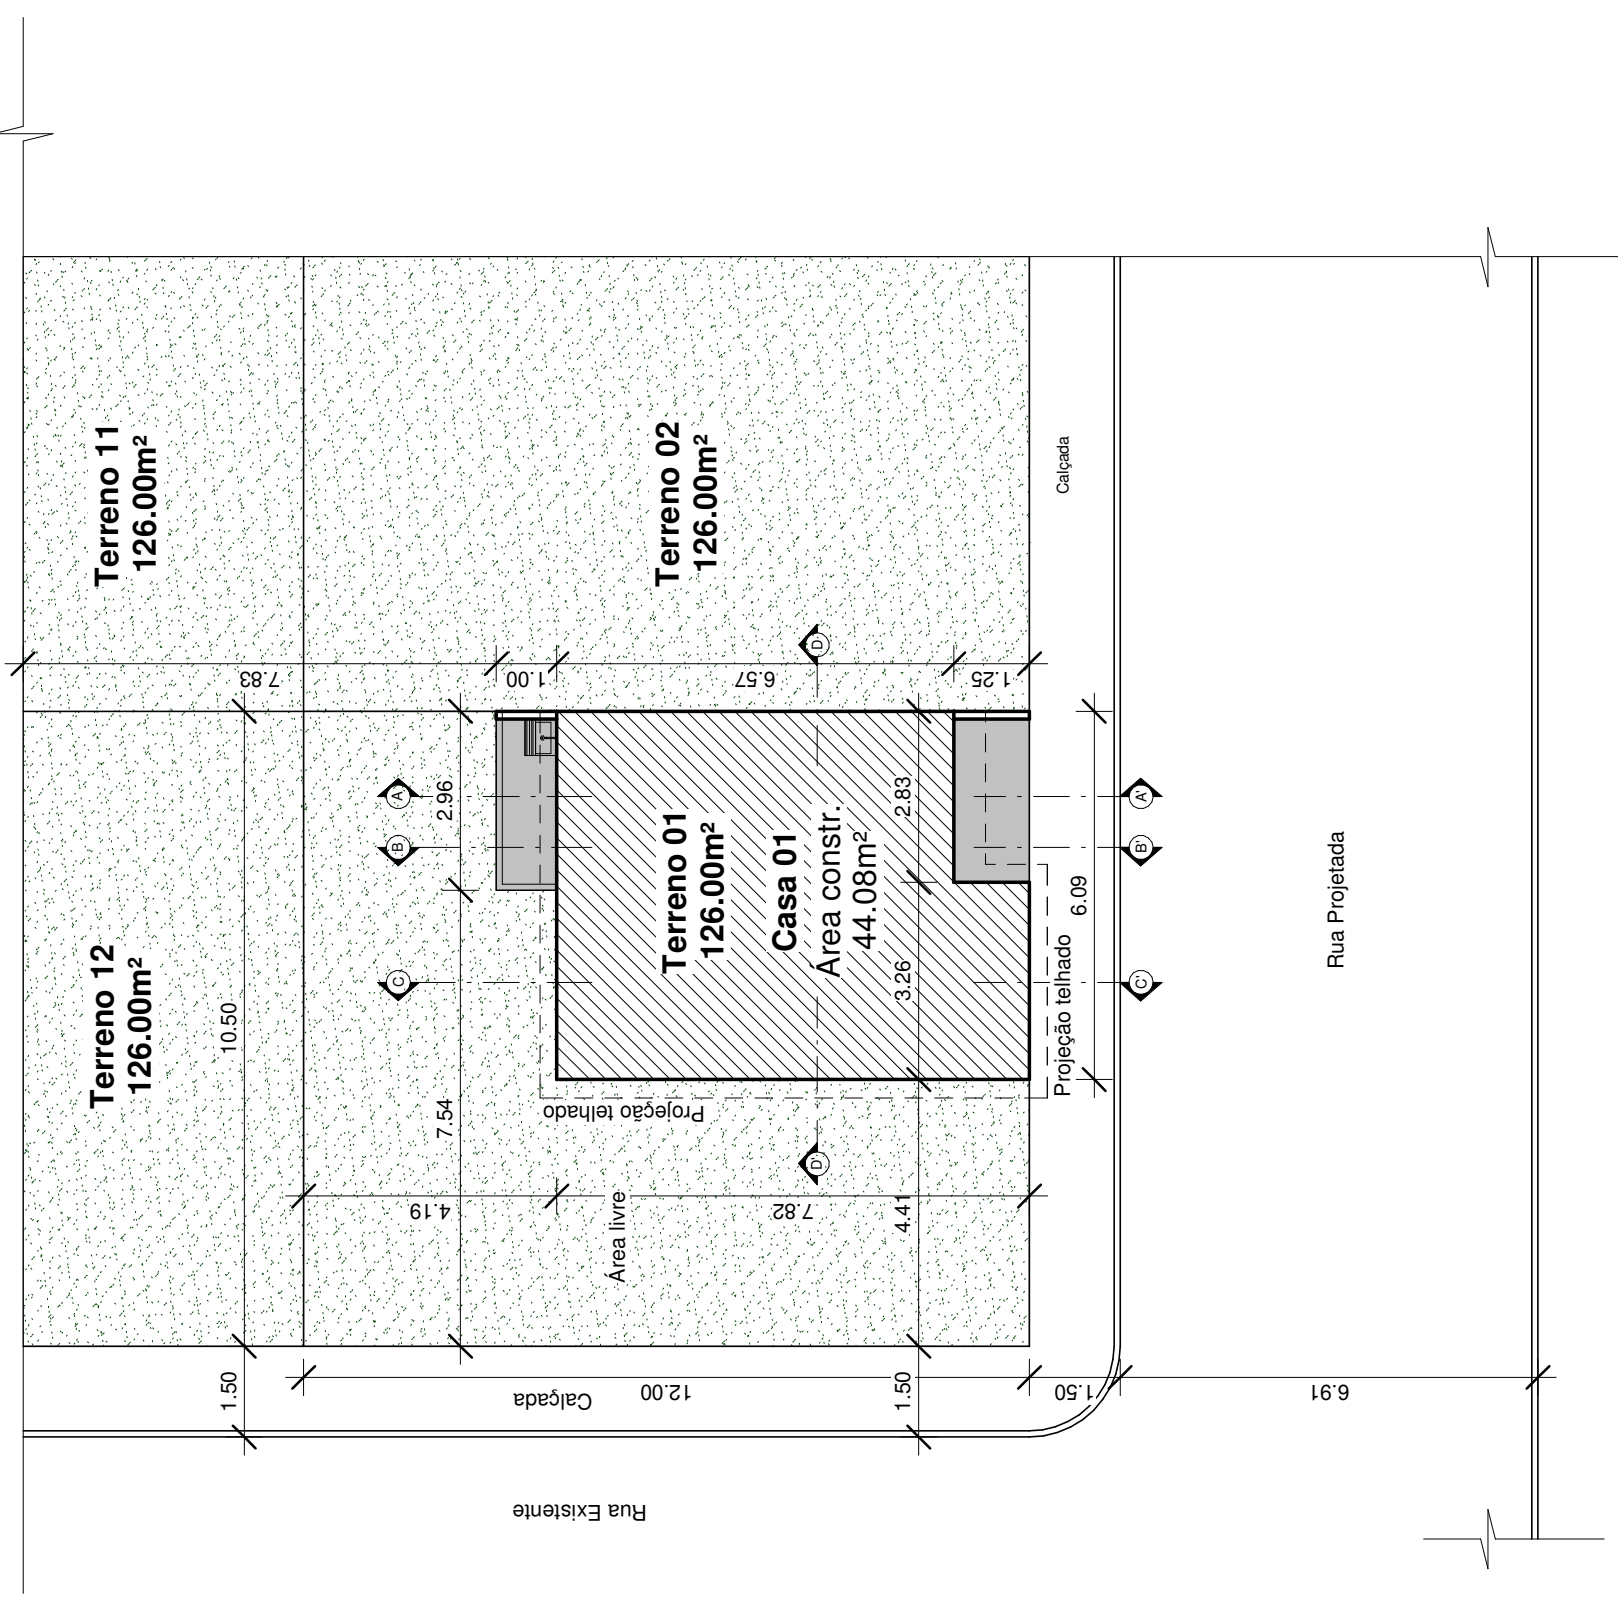 Terreno 11
126.00m²
Terreno 02
126.00m²
Calçada
7.83
1.00
6.57
D
1.25
A
2.96
2.83
A'
B
B'
Terreno 01
126.00m²
Casa 01
Área constr.
44.08m²
6.09
Rua Projetada
Terreno 12
126.00m²
10.50
C
3.26
C'
Projeção telhado
7.54
Projeção telhado
D'
4.19
Área livre
7.82
4.41
1.50
Calçada
12.00
1.50
1.50
6.91
Rua Existente